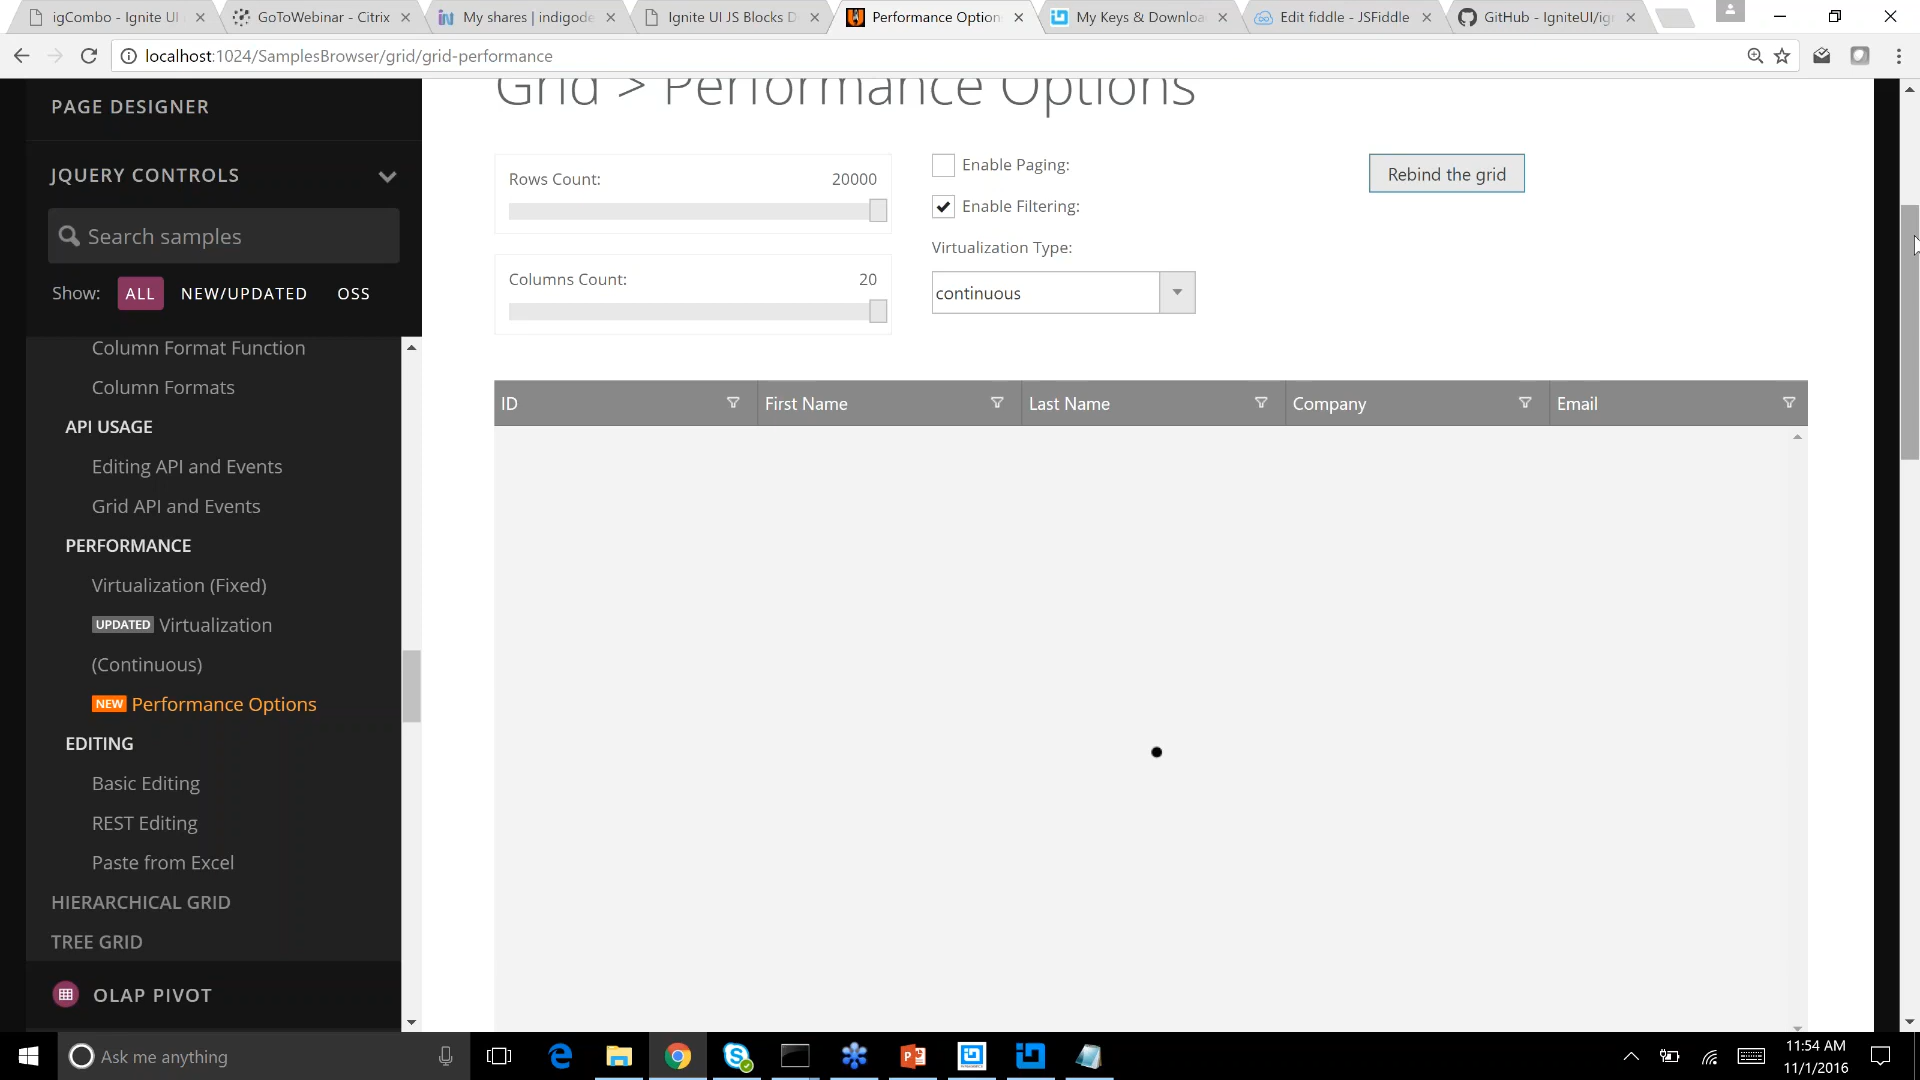 igCombo - Ignite UI
GoToWebinar - Citrix
My shares | indigode
Ignite UI JS Blocks D
Performance Option
My Keys & Downloa
Edit fiddle - JSFiddle
GitHub - IgniteUI/ig
localhost:1024/SamplesBrowser/grid/grid-performance
PAGE DESIGNER
JQUERY CONTROLS
Search samples
Show: ALL NEW/UPDATED OSS
Column Format Function
Column Formats
API USAGE
Editing API and Events
Grid API and Events
PERFORMANCE
Virtualization (Fixed)
UPDATED Virtualization
(Continuous)
NEW Performance Options
EDITING
Basic Editing
REST Editing
Paste from Excel
HIERARCHICAL GRID
TREE GRID
OLAP PIVOT
Grid > Performance Options
Rows Count: 20000
Columns Count: 20
Enable Paging:
Enable Filtering:
Virtualization Type:
continuous
Rebind the grid
ID First Name Last Name Company Email
Ask me anything
11:54 AM
11/1/2016